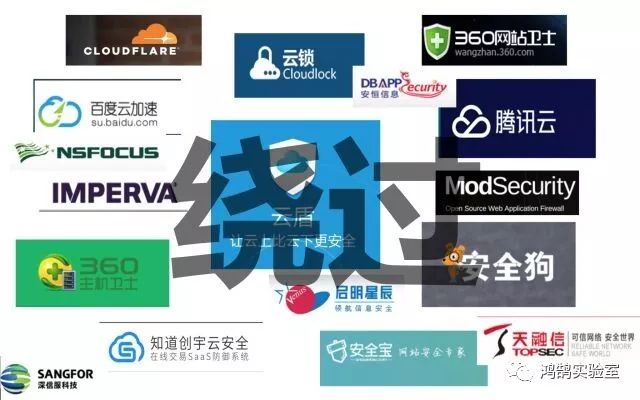 CLOUDFLARE
云锁
Cloudlock
360网站卫士
wangzhan.360.com
DBAPPSecurity
安恒信息
百度云加速
su.baidu.com
腾讯云
NSFOCUS
IMPERVA
绕过
云盾
让云上比云下更安全
ModSecurity
Open Source Web Application Firewall
360
主机卫士
安全狗
Venus
启明星辰
领航信息安全
知道创宇云安全
在线交易SaaS防御系统
安全宝 网站安全专家
天融信
TOPSEC
可信网络 安全世界
RELIABLE NETWORK
SAFE WORLD
SANGFOR
深信服科技
鸿鹄实验室